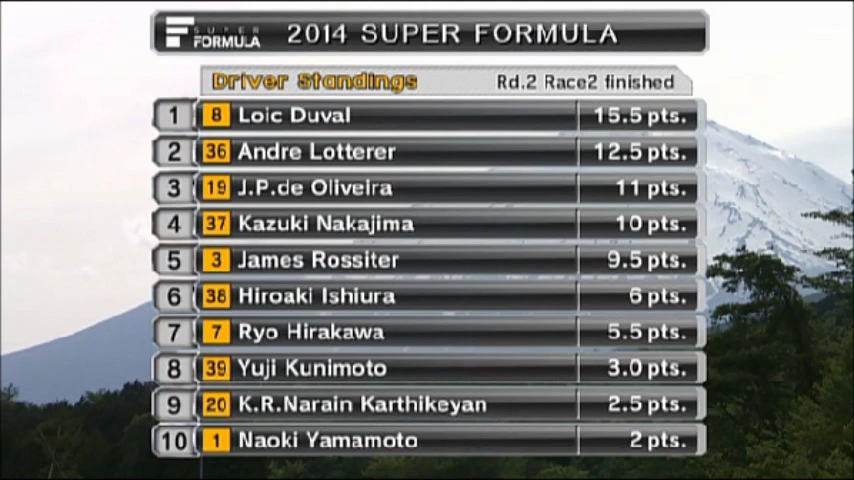 SUPER FORMULA 2014 SUPER FORMULA
Driver Standings Rd.2 Race2 finished
1 8 Loic Duval 15.5 pts.
2 36 Andre Lotterer 12.5 pts.
3 19 J.P.de Oliveira 11 pts.
4 37 Kazuki Nakajima 10 pts.
5 3 James Rossiter 9.5 pts.
6 38 Hiroaki Ishiura 6 pts.
7 7 Ryo Hirakawa 5.5 pts.
8 39 Yuji Kunimoto 3.0 pts.
9 20 K.R.Narain Karthikeyan 2.5 pts.
10 1 Naoki Yamamoto 2 pts.